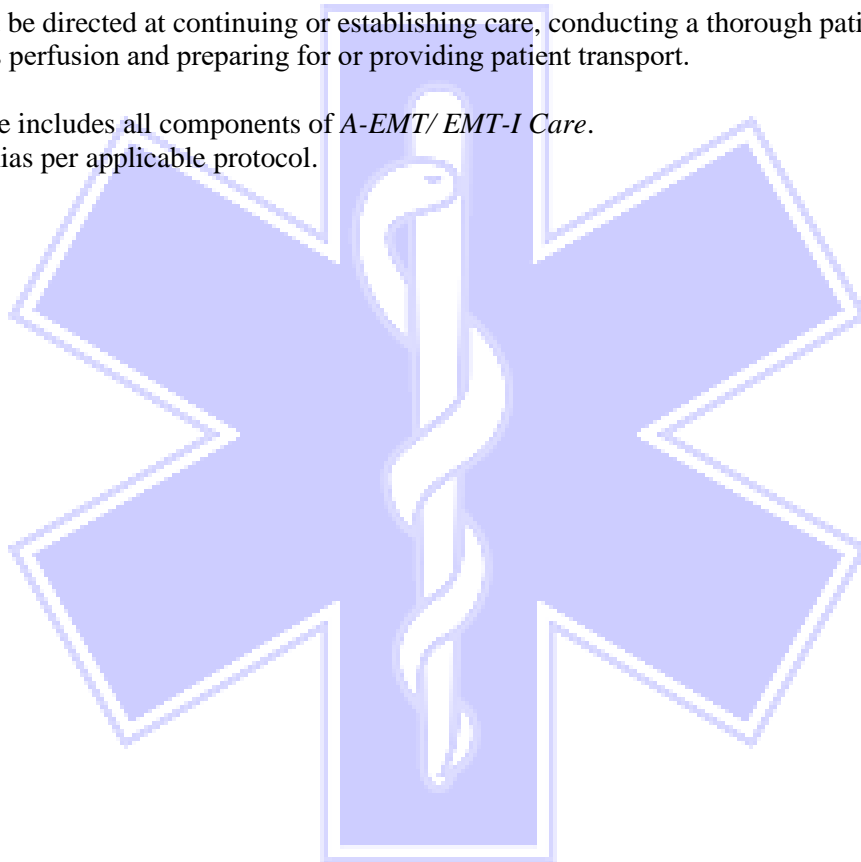 be directed at continuing or establishing care, conducting a thorough pati
s perfusion and preparing for or providing patient transport.
e includes all components of A-EMT/ EMT-I Care.
ias per applicable protocol.